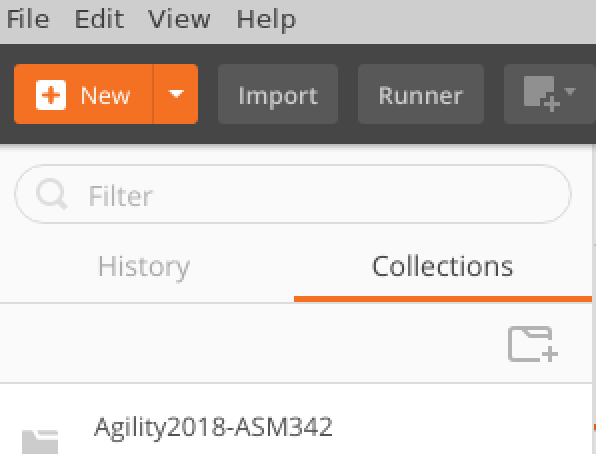 File Edit View Help
New Import Runner
Filter
History Collections
Agility2018-ASM342